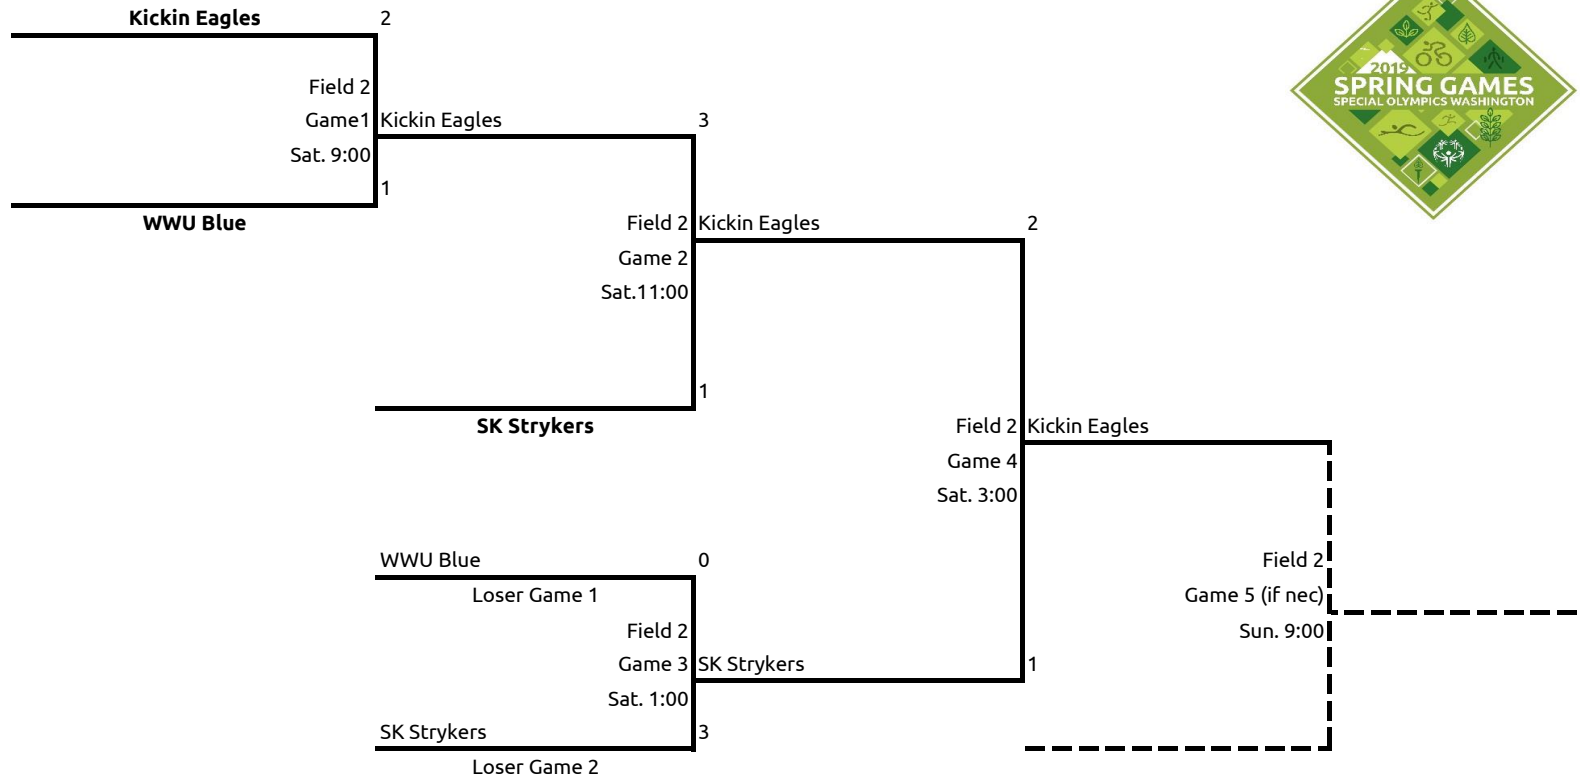 Kickin Eagles 2
2019
SPRING GAMES
SPECIAL OLYMPICS WASHINGTON
Field 2
Game1 Kickin Eagles 3
Sat. 9:00
1
WWU Blue
Field 2 Kickin Eagles 2
Game 2
Sat.11:00
1
SK Strykers
Field 2 Kickin Eagles
Game 4
Sat. 3:00
WWU Blue 0
Loser Game 1
Field 2
Game 5 (if nec)
Sun. 9:00
Field 2
Game 3 SK Strykers 1
Sat. 1:00
SK Strykers 3
Loser Game 2